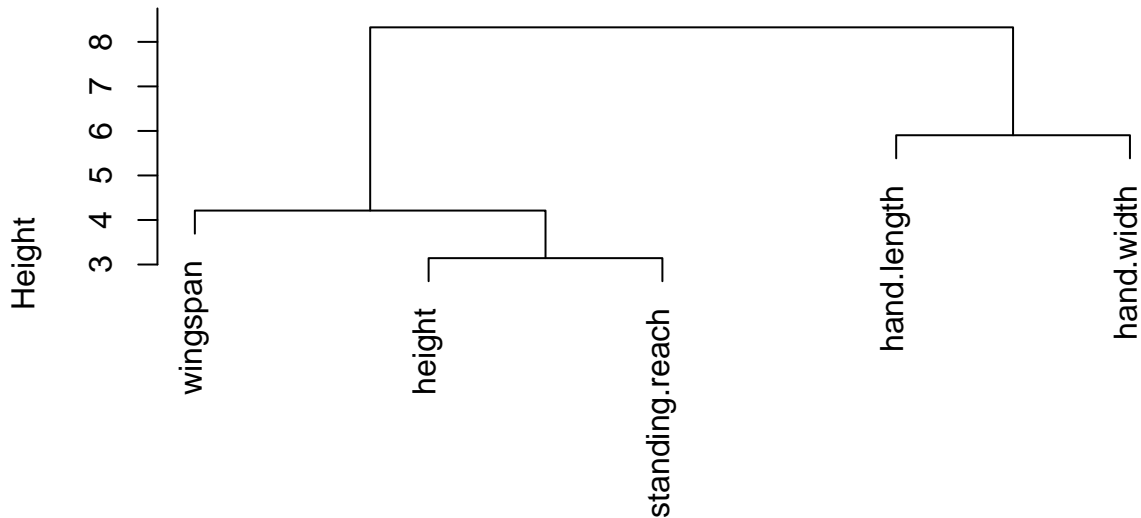 Height
8
7
6
5
4
3
wingspan
height
standing.reach
hand.length
hand.width